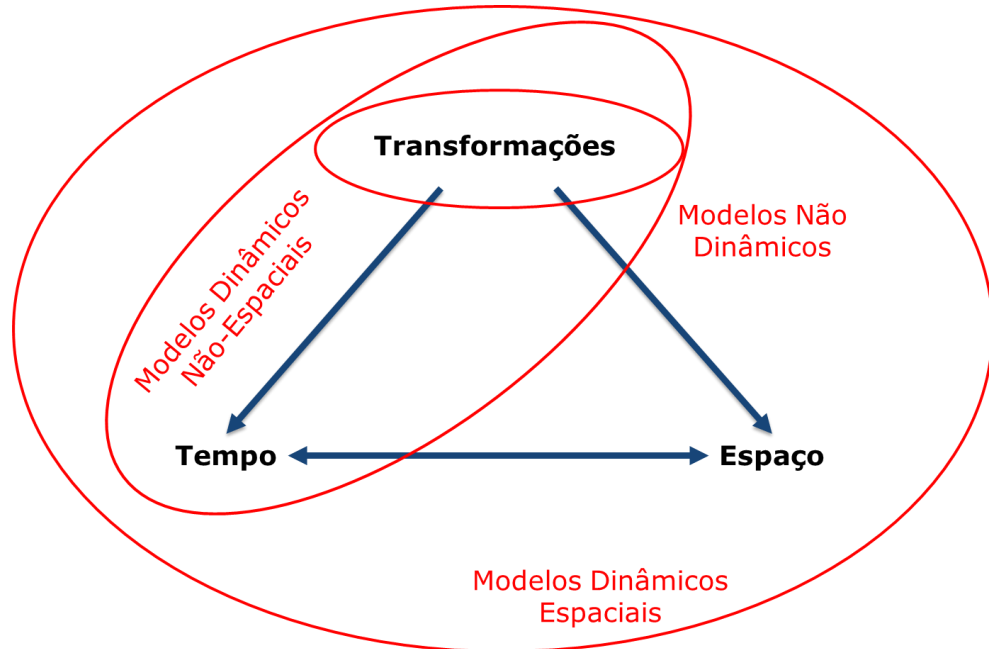 Transformações
Modelos Não
Dinâmicos
Modelos Dinâmicos
Não-Espaciais
Tempo
Espaço
Modelos Dinâmicos
Espaciais